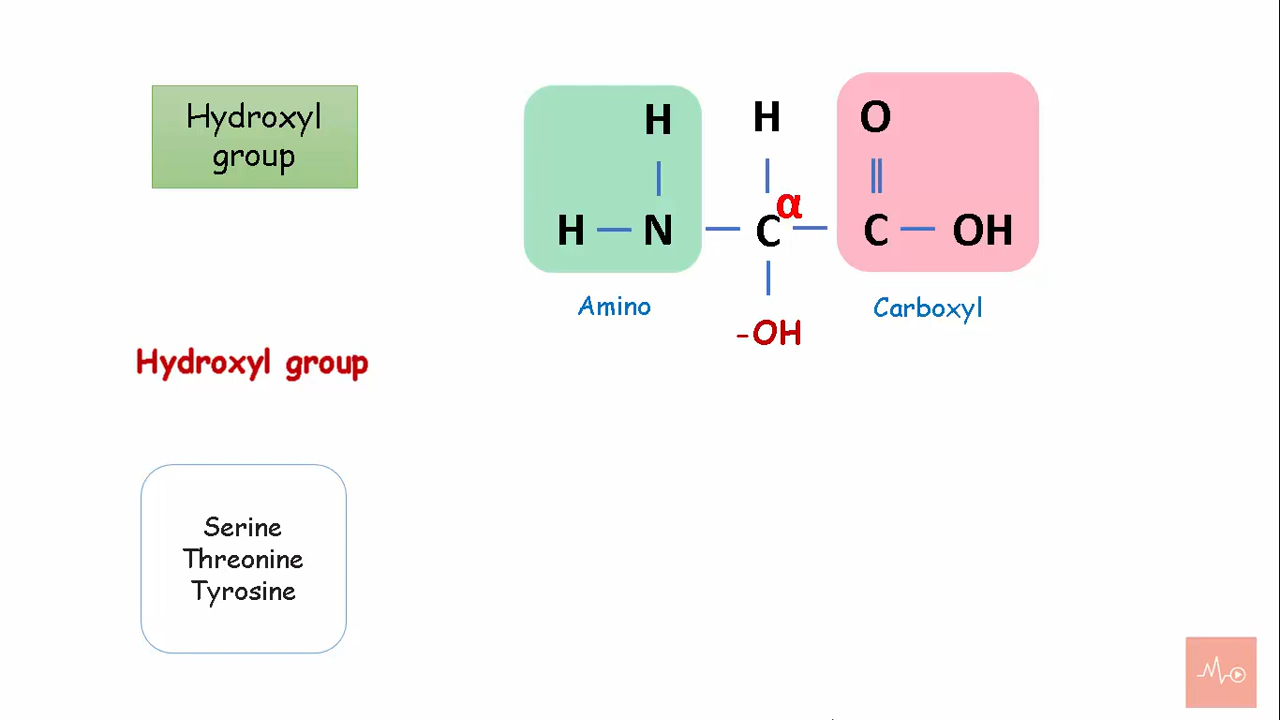 Hydroxyl
group
H H O
H N C α C OH
Amino Carboxyl
-OH
Hydroxyl group
Serine
Threonine
Tyrosine